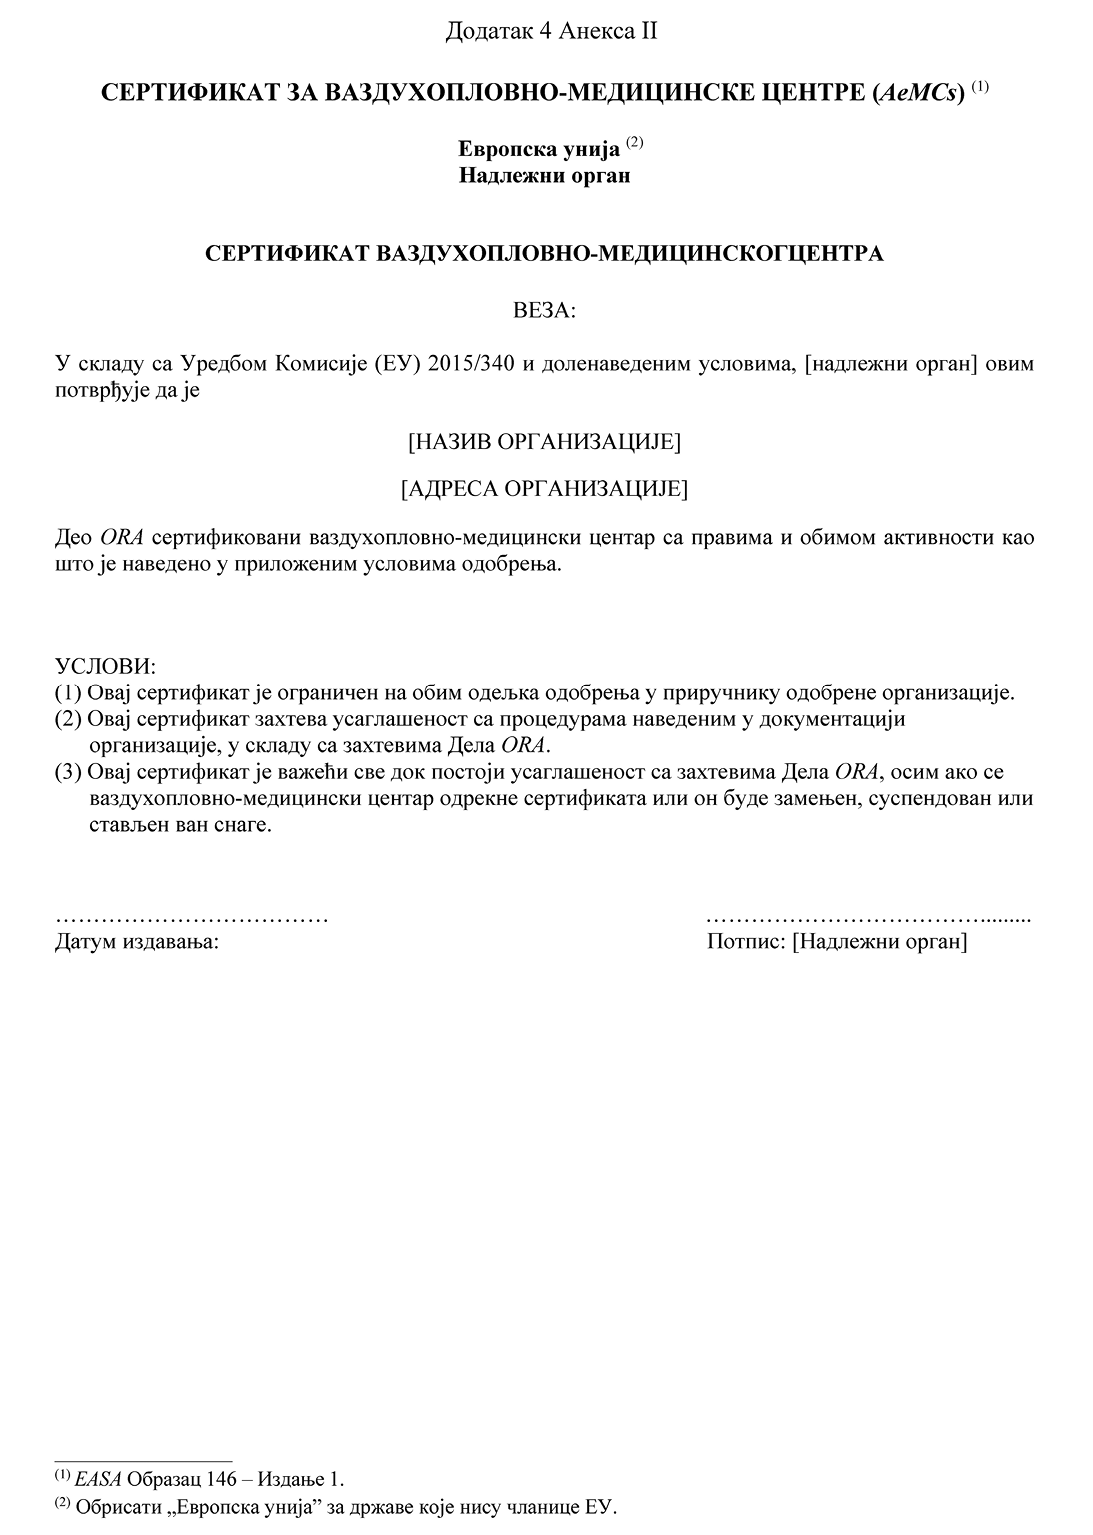 Додатак 4 Анекса II
СЕРТИФИКАТ ЗА ВАЗДУХОПЛОВНО-МЕДИЦИНСКЕ ЦЕНТРЕ (AeMCs) (1)
Европска унија (2)
Надлежни орган
СЕРТИФИКАТ ВАЗДУХОПЛОВНО-МЕДИЦИНСКОГЦЕНТРА
ВЕЗА:
У складу са Уредбом Комисије (ЕУ) 2015/340 и доленаведеним условима, [надлежни орган] овим
потврђује да је
[НАЗИВ ОРГАНИЗАЦИЈЕ]
[АДРЕСА ОРГАНИЗАЦИЈЕ]
Део ORA сертификовани ваздухопловно-медицински центар са правима и обимом активности као
што је наведено у приложеним условима одобрења.
УСЛОВИ:
(1) Овај сертификат је ограничен на обим одељка одобрења у приручнику одобрене организације.
(2) Овај сертификат захтева усаглашеност са процедурама наведеним у документацији
организације, у складу са захтевима Дела ORA.
(3) Овај сертификат је важећи све док постоји усаглашеност са захтевима Дела ORA, осим ако се
ваздухопловно-медицински центар одрекне сертификата или он буде замењен, суспендован или
стављен ван снаге.
……………………………… ………………………………........
Датум издавања: Потпис: [Надлежни орган]
(1) EASA Образац 146 – Издање 1.
(2) Обрисати „Европска унија” за државе које нису чланице ЕУ.